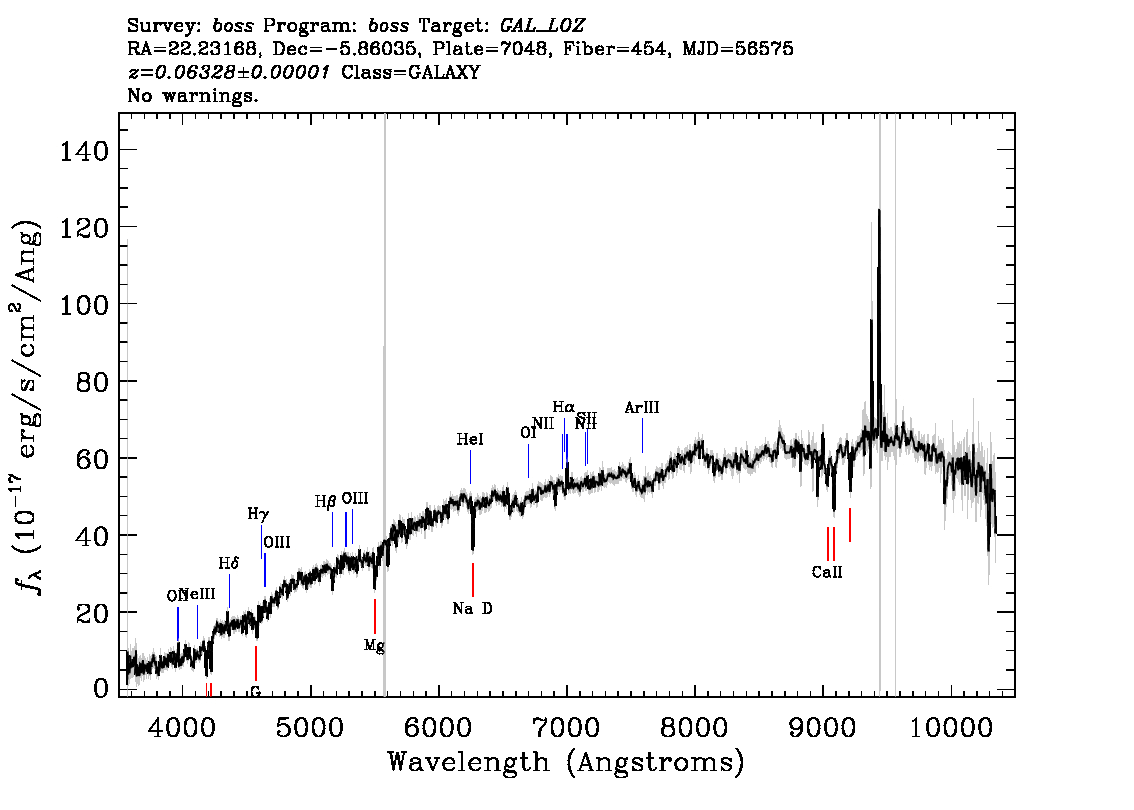 Survey: boss Program: boss Target: GAL_LOZ
RA=22.23168, Dec=-5.86035, Plate=7048, Fiber=454, MJD=56575
z=0.06328±0.00001 Class=GALAXY
No warnings.
140
120
100
80
60
40
20
0
f_λ (10^-17 erg/s/cm^2/Ang)
Hα
ArIII
SII
NII
NII
OI
HeI
Hβ
OIII
Hγ
OIII
Hδ
OII
NeIII
CaII
Na D
Mg
G
4000 5000 6000 7000 8000 9000 10000
Wavelength (Angstroms)